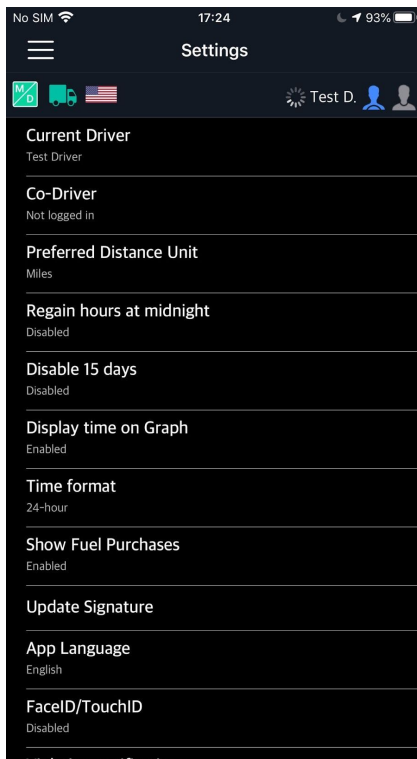 No SIM 17:24 93%
Settings
M/D Test D.
Current Driver
Test Driver
Co-Driver
Not logged in
Preferred Distance Unit
Miles
Regain hours at midnight
Disabled
Disable 15 days
Disabled
Display time on Graph
Enabled
Time format
24-hour
Show Fuel Purchases
Enabled
Update Signature
App Language
English
FaceID/TouchID
Disabled